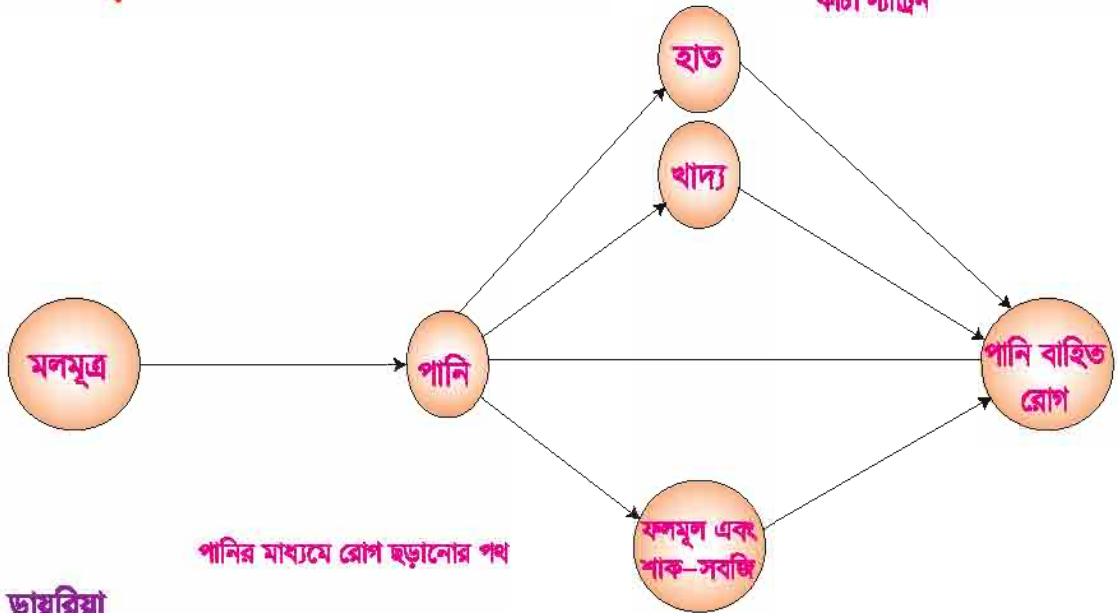 হাত
খাদ্য
মলমূত্র
পানি
পানি বাহিত
রোগ
ফলমূল এবং
শাক–সবজি
পানির মাধ্যমে রোগ ছড়ানোর পথ
ডায়রিয়া